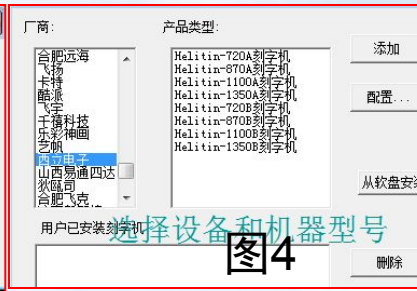 厂商:
产品类型:
合肥远海
飞扬
卡特
酷派
飞宇
千禧科技
乐彩神画
艺帆
西立电子
山西易通四达
狄瓯司
合肥飞克
Helitin-720A刻字机
Helitin-870A刻字机
Helitin-1100A刻字机
Helitin-1350A刻字机
Helitin-720B刻字机
Helitin-870B刻字机
Helitin-1100B刻字机
Helitin-1350B刻字机
添加
配置...
从软盘安装
选择设备和机器型号
用户已安装刻字机
图4
删除